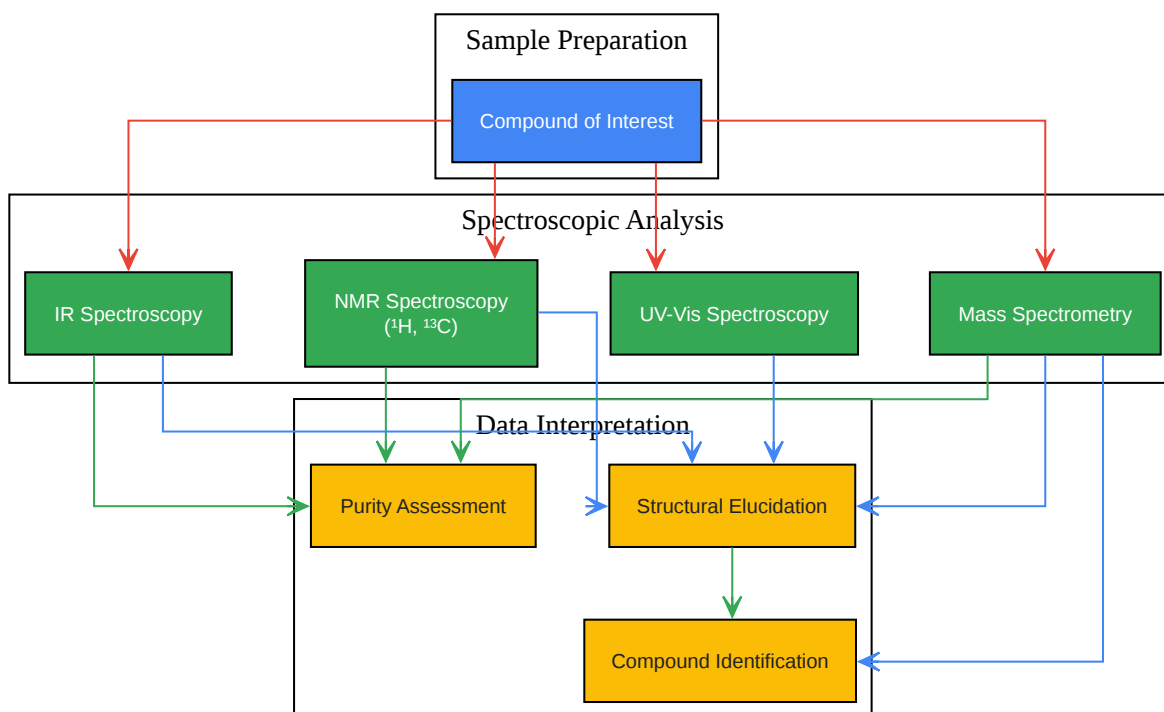 Sample Preparation
Compound of Interest
Spectroscopic Analysis
IR Spectroscopy
NMR Spectroscopy
(¹H, ¹³C)
UV-Vis Spectroscopy
Mass Spectrometry
Data Interpretation
Purity Assessment
Structural Elucidation
Compound Identification